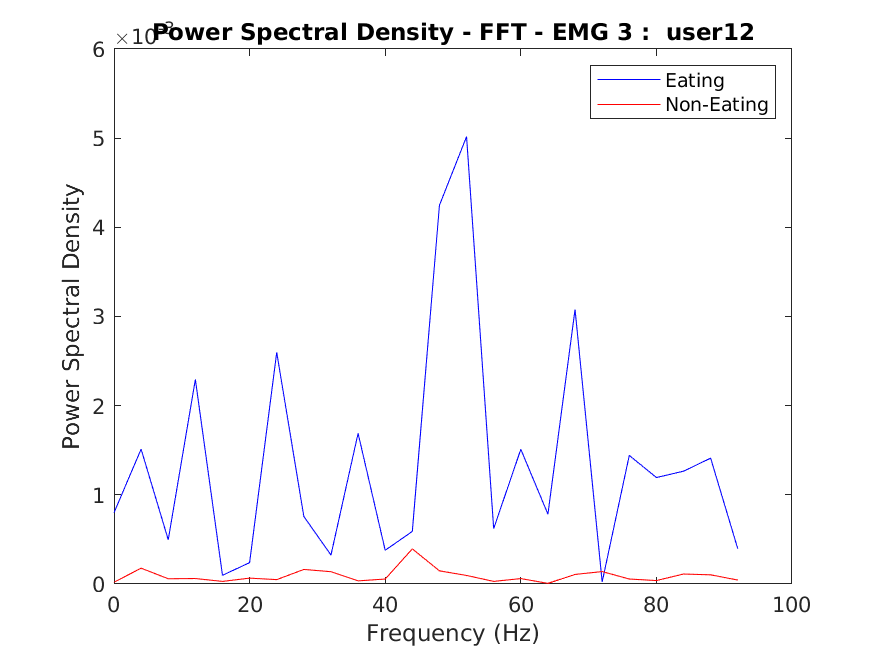 Power Spectral Density - FFT - EMG 3 :  user12
×10⁻³
Eating
Non-Eating
Power Spectral Density
6
5
4
3
2
1
0
0 20 40 60 80 100
Frequency (Hz)